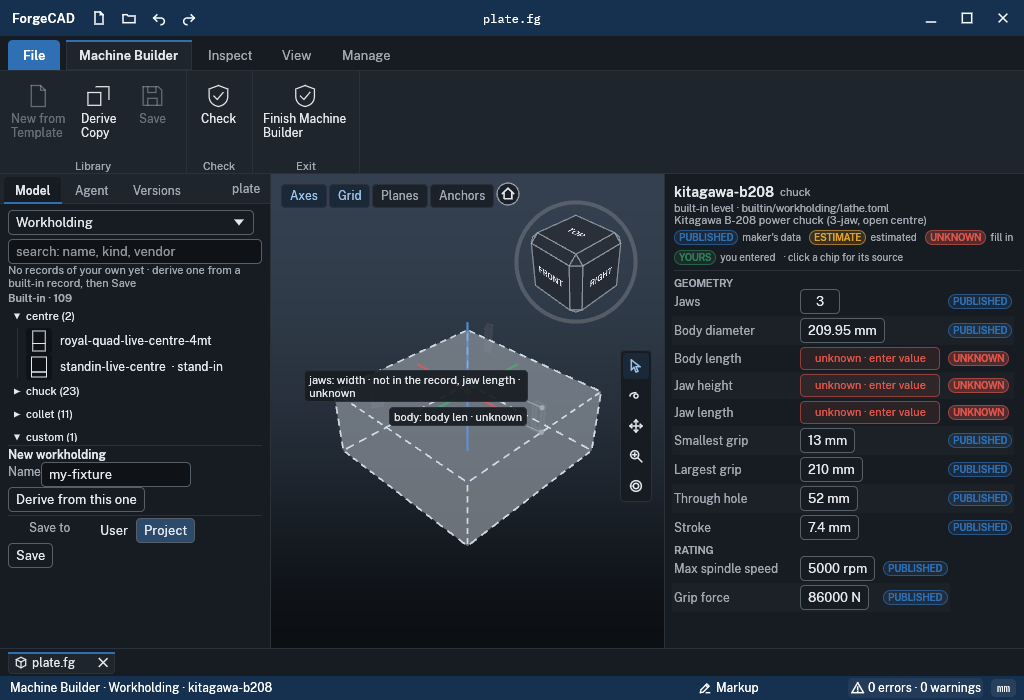 ForgeCAD
plate.fg
File
Machine Builder
Inspect
View
Manage
New from Template
Derive Copy
Save
Check
Finish Machine Builder
Library
Check
Exit
Model
Agent
Versions
plate
Workholding
search: name, kind, vendor
No records of your own yet · derive one from a
built-in record, then Save
Built-in · 109
▼ centre (2)
royal-quad-live-centre-4mt
standin-live-centre · stand-in
► chuck (23)
► collet (11)
▼ custom (1)
New workholding
Name my-fixture
Derive from this one
Save to User Project
Save
Axes
Grid
Planes
Anchors
TOP
FRONT
RIGHT
jaws: width · not in the record, jaw length ·
unknown
body: body len · unknown
kitagawa-b208 chuck
built-in level · builtin/workholding/lathe.toml
Kitagawa B-208 power chuck (3-jaw, open centre)
PUBLISHED maker's data ESTIMATE estimated UNKNOWN fill in
YOURS you entered · click a chip for its source
GEOMETRY
Jaws 3 PUBLISHED
Body diameter 209.95 mm PUBLISHED
Body length unknown · enter value UNKNOWN
Jaw height unknown · enter value UNKNOWN
Jaw length unknown · enter value UNKNOWN
Smallest grip 13 mm PUBLISHED
Largest grip 210 mm PUBLISHED
Through hole 52 mm PUBLISHED
Stroke 7.4 mm PUBLISHED
RATING
Max spindle speed 5000 rpm PUBLISHED
Grip force 86000 N PUBLISHED
plate.fg
Machine Builder · Workholding · kitagawa-b208
Markup
0 errors · 0 warnings
mm